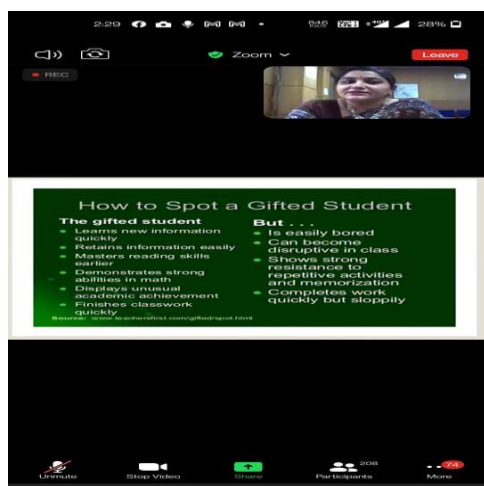 2:29 28%
Zoom Leave
REC
How to Spot a Gifted Student
The gifted student
Learns new information
quickly
Retains information easily
Masters reading skills
earlier
Demonstrates strong
abilities in math
Displays unusual
academic achievement
Finishes classwork
quickly
But . . .
Is easily bored
Can become
disruptive in class
Shows strong
resistance to
repetitive activities
and memorization
Completes work
quickly but sloppily
Source: www.teachersfirst.com/gifted/spot.html
208 74
Unmute Stop Video Share Participants More